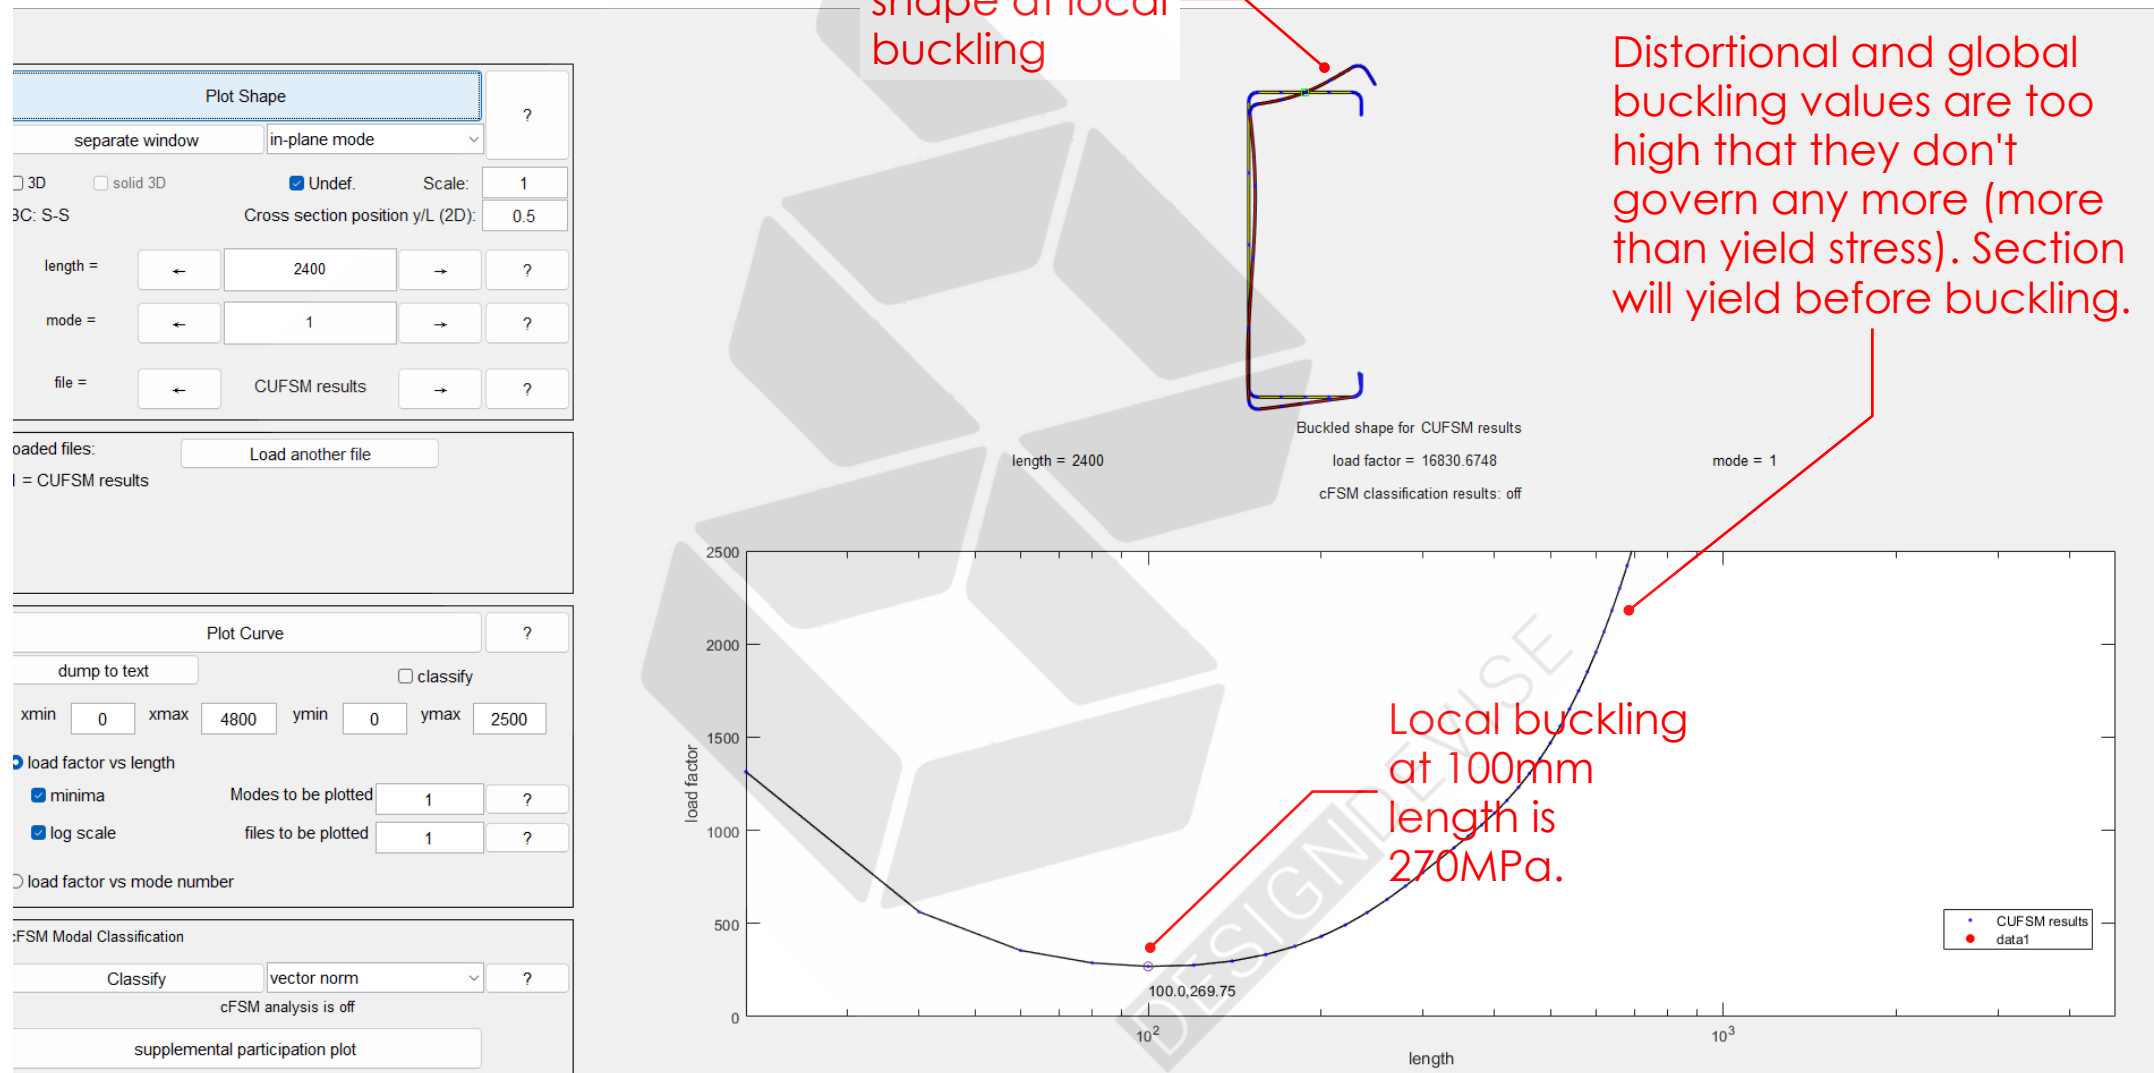 shape at local
buckling
Distortional and global
buckling values are too
high that they don't
govern any more (more
than yield stress). Section
will yield before buckling.
Plot Shape
?
separate window
in-plane mode
3D
solid 3D
Undef.
Scale:
1
BC: S-S
Cross section position y/L (2D):
0.5
length =
←
2400
→
?
mode =
←
1
→
?
file =
←
CUFSM results
→
?
Buckled shape for CUFSM results
length = 2400
load factor = 16830.6748
mode = 1
cFSM classification results: off
loaded files:
Load another file
1 = CUFSM results
Plot Curve
?
dump to text
classify
xmin
0
xmax
4800
ymin
0
ymax
2500
load factor vs length
minima
Modes to be plotted
1
?
log scale
files to be plotted
1
?
load factor vs mode number
cFSM Modal Classification
Classify
vector norm
?
cFSM analysis is off
supplemental participation plot
2500
2000
1500
1000
500
0
load factor
Local buckling
at 100mm
length is
270MPa.
100.0,269.75
CUFSM results
data1
10²
10³
length
DESIGNDEVISE